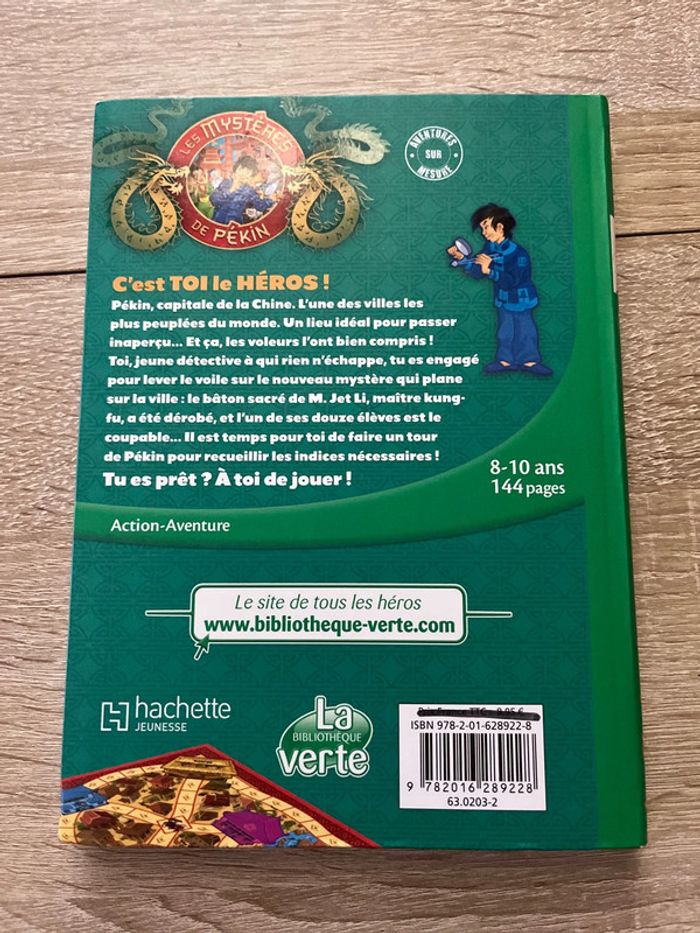 LES MYSTÈRES
DE PÉKIN
AVENTURES
SUR
MESURE
C'est TOI le HÉROS !
Pékin, capitale de la Chine. L'une des villes les
plus peuplées du monde. Un lieu idéal pour passer
inaperçu... Et ça, les voleurs l'ont bien compris !
Toi, jeune détective à qui rien n'échappe, tu es engagé
pour lever le voile sur le nouveau mystère qui plane
sur la ville : le bâton sacré de M. Jet Li, maître kung-
fu, a été dérobé, et l'un de ses douze élèves est le
coupable... Il est temps pour toi de faire un tour
de Pékin pour recueillir les indices nécessaires !
Tu es prêt ? À toi de jouer !
8-10 ans
144 pages
Action-Aventure
Le site de tous les héros
www.bibliotheque-verte.com
hachette
JEUNESSE
La
BIBLIOTHÈQUE
verte
Prix France TTC
ISBN 978-2-01-628922-8
9 782016 289228
63.0203-2